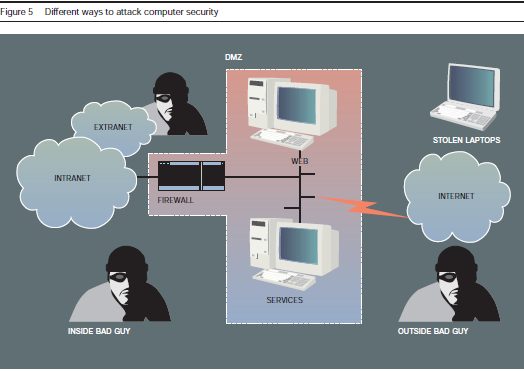 Figure 5 Different ways to attack computer security
DMZ
EXTRANET
STOLEN LAPTOPS
WEB
INTRANET
INTERNET
FIREWALL
SERVICES
INSIDE BAD GUY
OUTSIDE BAD GUY